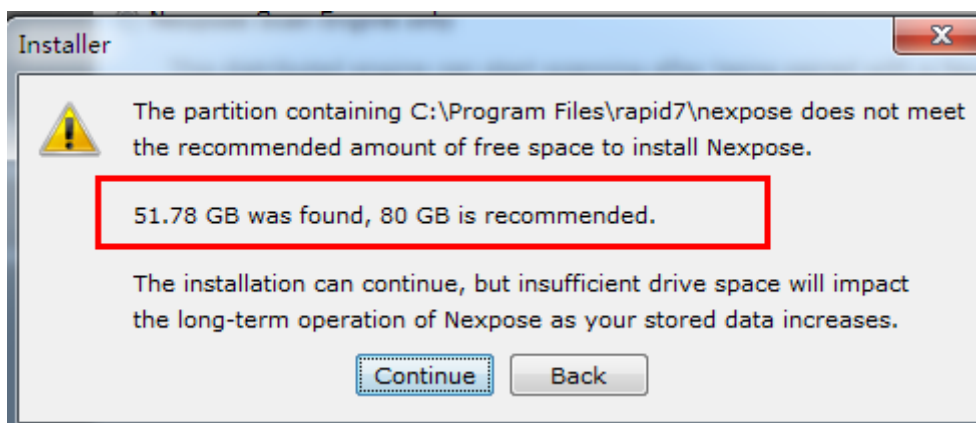 Installer
The partition containing C:\Program Files\rapid7\nexpose does not meet
the recommended amount of free space to install Nexpose.
51.78 GB was found, 80 GB is recommended.
The installation can continue, but insufficient drive space will impact
the long-term operation of Nexpose as your stored data increases.
Continue
Back